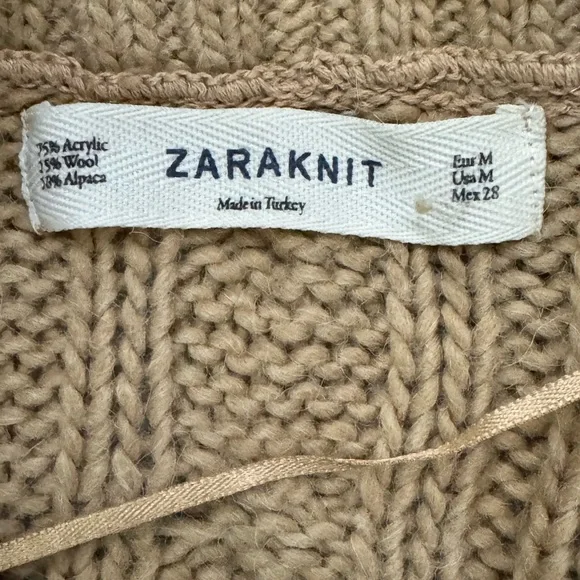 75% Acrylic
15% Wool
10% Alpaca
ZARAKNIT
Made in Turkey
Eur M
Usa M
Mex 28